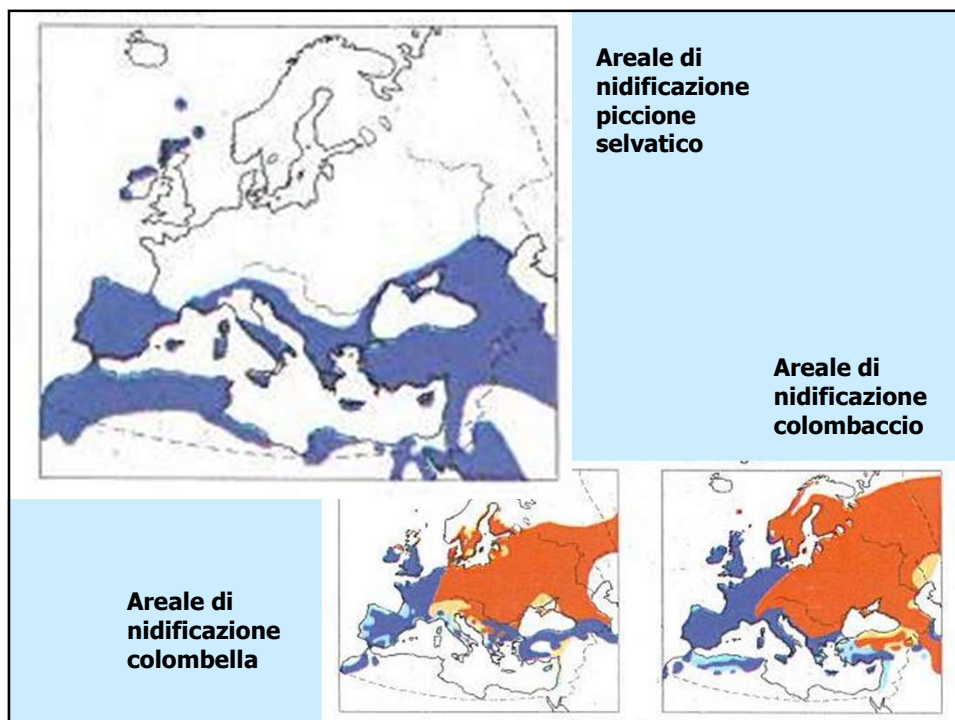 Areale di
nidificazione
piccione
selvatico
Areale di
nidificazione
colombaccio
Areale di
nidificazione
colombella